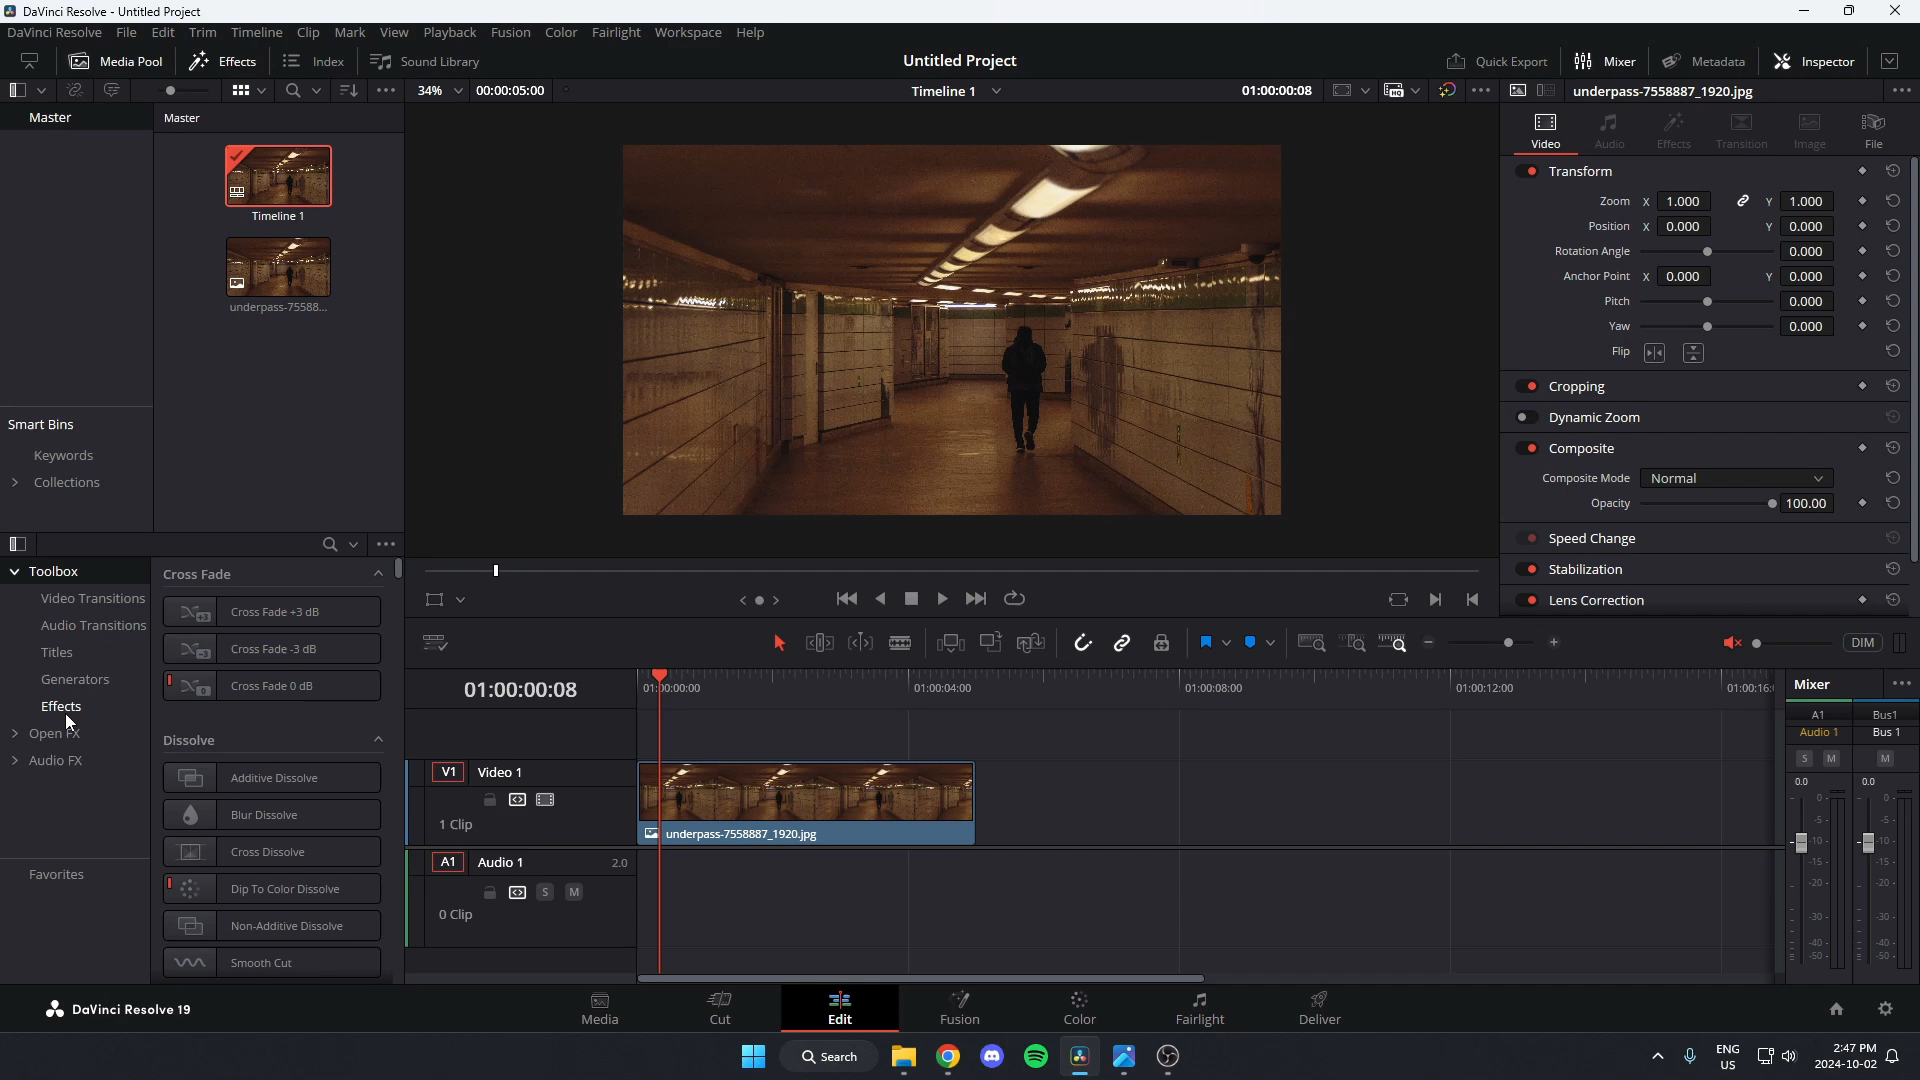 DaVinci Resolve - Untitled Project
DaVinci Resolve File Edit Trim Timeline Clip Mark View Playback Fusion Color Fairlight Workspace Help
Media Pool Effects Index Sound Library Untitled Project Quick Export Mixer Metadata Inspector
34% 00:00:05:00 Timeline 1 01:00:00:08 underpass-7558887_1920.jpg
Master Master
Timeline 1
underpass-75588...
Smart Bins
Keywords
Collections
Video Audio Effects Transition Image File
Transform
Zoom X 1.000 Y 1.000
Position X 0.000 Y 0.000
Rotation Angle 0.000
Anchor Point X 0.000 Y 0.000
Pitch 0.000
Yaw 0.000
Flip
Cropping
Dynamic Zoom
Composite
Composite Mode Normal
Opacity 100.00
Speed Change
Stabilization
Lens Correction
Toolbox
Video Transitions
Audio Transitions
Titles
Generators
Effects
Open FX
Audio FX
Favorites
Cross Fade
+3 Cross Fade +3 dB
-3 Cross Fade -3 dB
0 Cross Fade 0 dB
Dissolve
Additive Dissolve
Blur Dissolve
Cross Dissolve
Dip To Color Dissolve
Non-Additive Dissolve
Smooth Cut
DIM
01:00:00:08 01:00:00:00 01:00:04:00 01:00:08:00 01:00:12:00 01:00:16:
V1 Video 1
1 Clip
underpass-7558887_1920.jpg
A1 Audio 1 2.0
S M
0 Clip
Mixer
A1 Bus1
Audio 1 Bus 1
S M M
0.0 0.0
0 0
-5 -5
-10 -10
-15 -15
-20 -20
-30 -30
-40 -40
-50 -50
DaVinci Resolve 19 Media Cut Edit Fusion Color Fairlight Deliver
Search
ENG
US
2:47 PM
2024-10-02